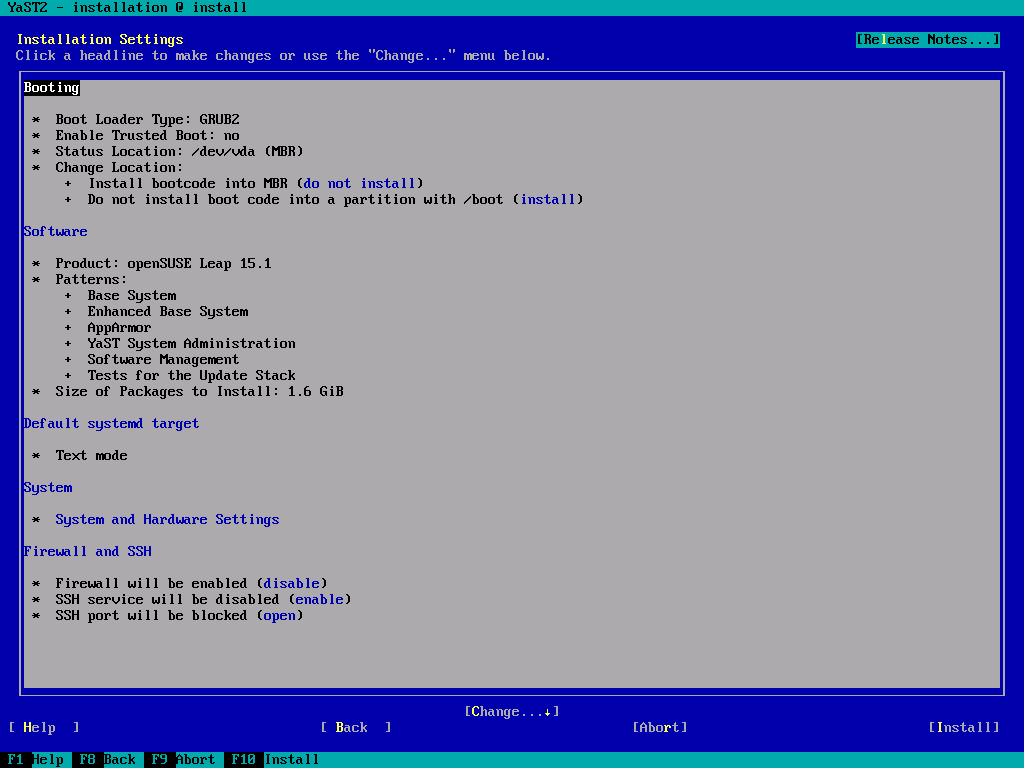 YaST2 - installation @ install
Installation Settings [Release Notes...]
Click a headline to make changes or use the "Change..." menu below.
Booting
* Boot Loader Type: GRUB2
* Enable Trusted Boot: no
* Status Location: /dev/vda (MBR)
* Change Location:
+ Install bootcode into MBR (do not install)
+ Do not install boot code into a partition with /boot (install)
Software
* Product: openSUSE Leap 15.1
* Patterns:
+ Base System
+ Enhanced Base System
+ AppArmor
+ YaST System Administration
+ Software Management
+ Tests for the Update Stack
* Size of Packages to Install: 1.6 GiB
Default systemd target
* Text mode
System
* System and Hardware Settings
Firewall and SSH
* Firewall will be enabled (disable)
* SSH service will be disabled (enable)
* SSH port will be blocked (open)
[Change...↓]
[ Help ] [ Back ] [Abort] [Install]
F1 Help F8 Back F9 Abort F10 Install